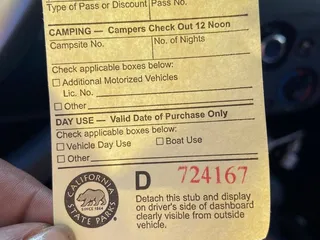 Type of Pass or Discount Pass No.
CAMPING — Campers Check Out 12 Noon
Campsite No. No. of Nights
Check applicable boxes below:
Additional Motorized Vehicles
Lic. No.
Other
DAY USE — Valid Date of Purchase Only
Check applicable boxes below:
Vehicle Day Use Boat Use
Other
CALIFORNIA
SINCE 1864
STATE PARKS
D 724167
Detach this stub and display
on driver's side of dashboard
clearly visible from outside
vehicle.